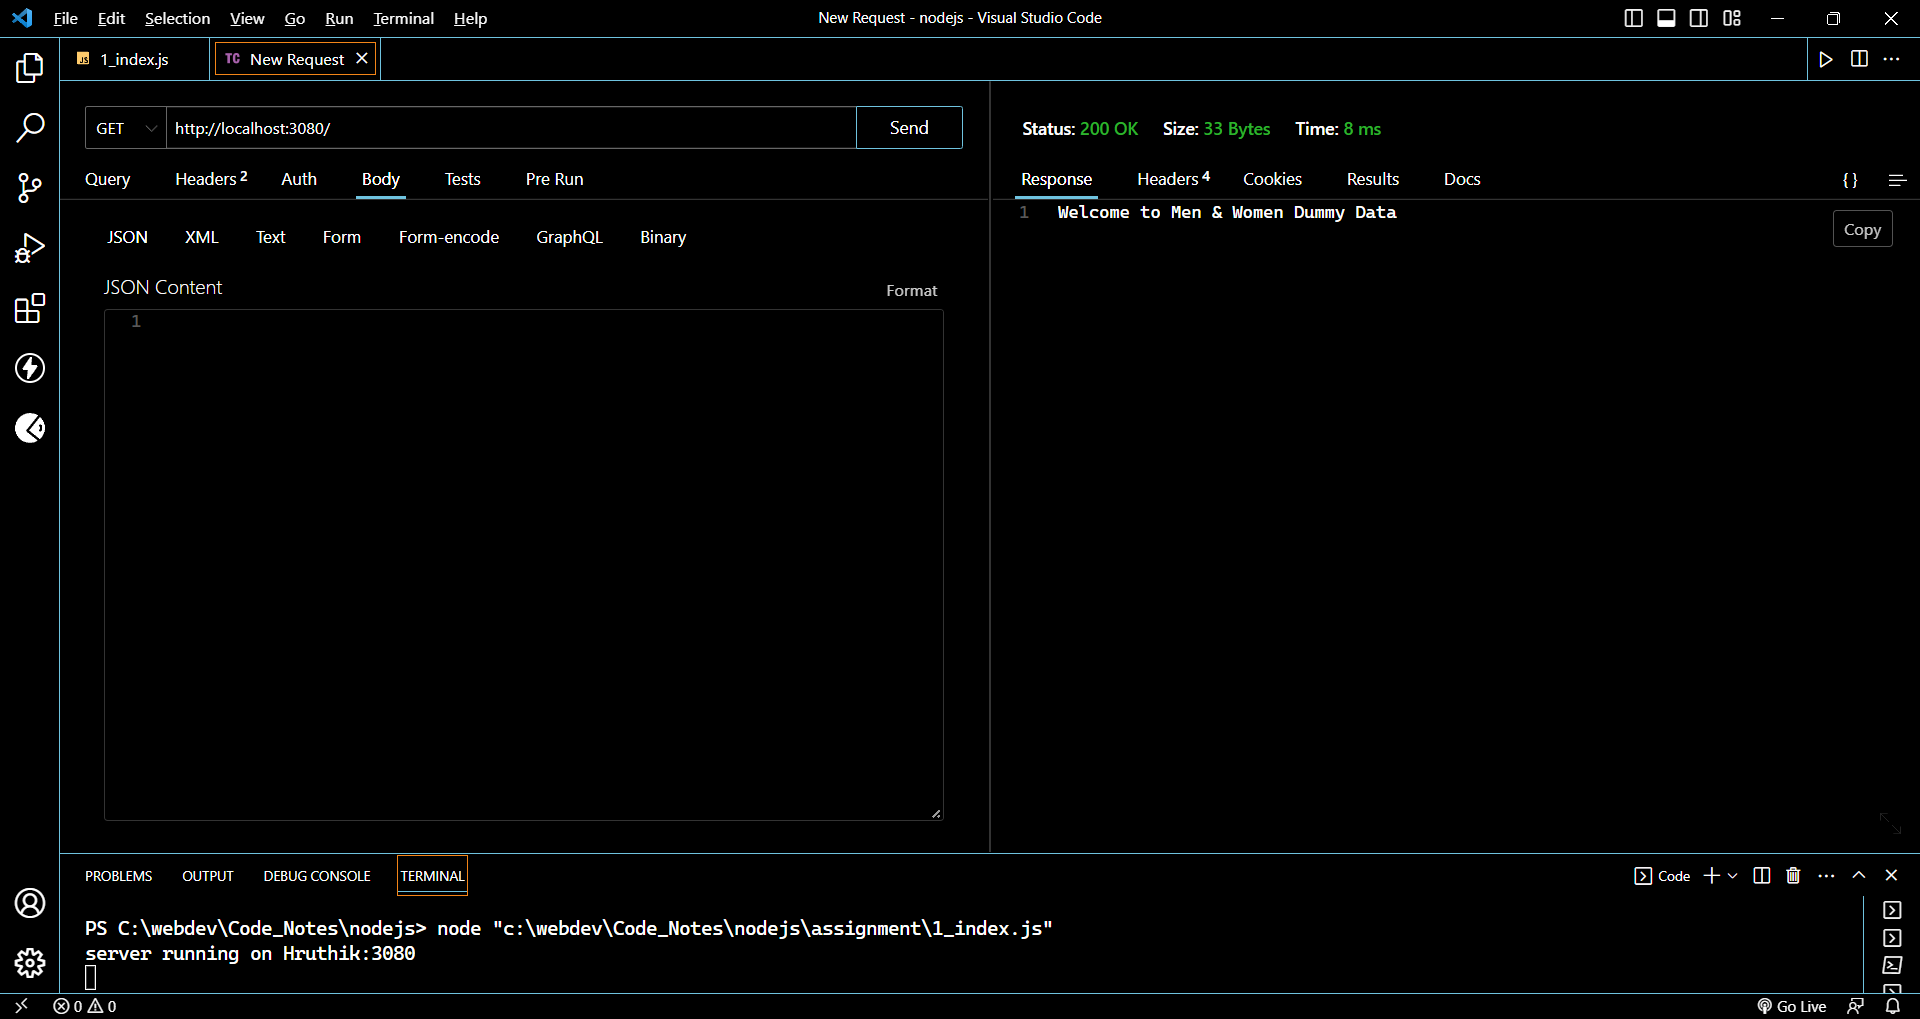 File Edit Selection View Go Run Terminal Help New Request - nodejs - Visual Studio Code
JS 1_index.js TC New Request
GET http://localhost:3080/ Send
Query Headers 2 Auth Body Tests Pre Run
JSON XML Text Form Form-encode GraphQL Binary
JSON Content Format
1
Status: 200 OK Size: 33 Bytes Time: 8 ms
Response Headers 4 Cookies Results Docs {}
1 Welcome to Men & Women Dummy Data
Copy
PROBLEMS OUTPUT DEBUG CONSOLE TERMINAL Code
PS C:\webdev\Code_Notes\nodejs> node "c:\webdev\Code_Notes\nodejs\assignment\1_index.js"
server running on Hruthik:3080
0 0 Go Live